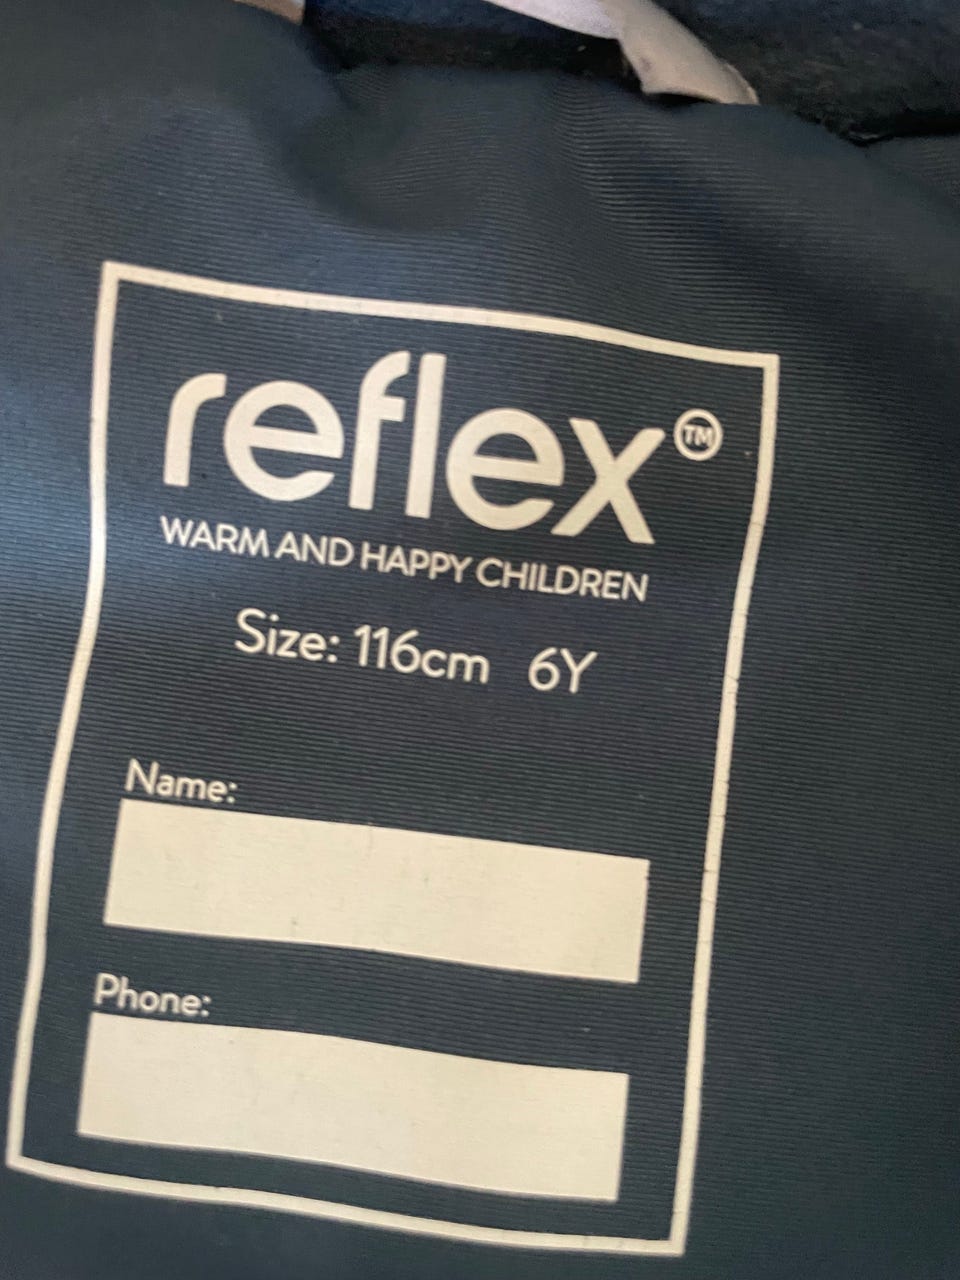 reflex™
WARM AND HAPPY CHILDREN
Size: 116cm 6Y
Name:
Phone: